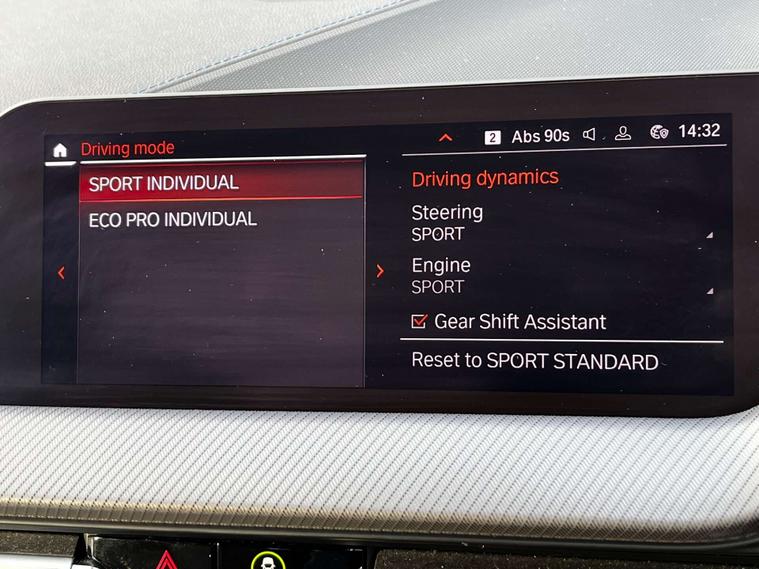 Driving mode
2 Abs 90s 14:32
SPORT INDIVIDUAL
ECO PRO INDIVIDUAL
Driving dynamics
Steering
SPORT
Engine
SPORT
Gear Shift Assistant
Reset to SPORT STANDARD